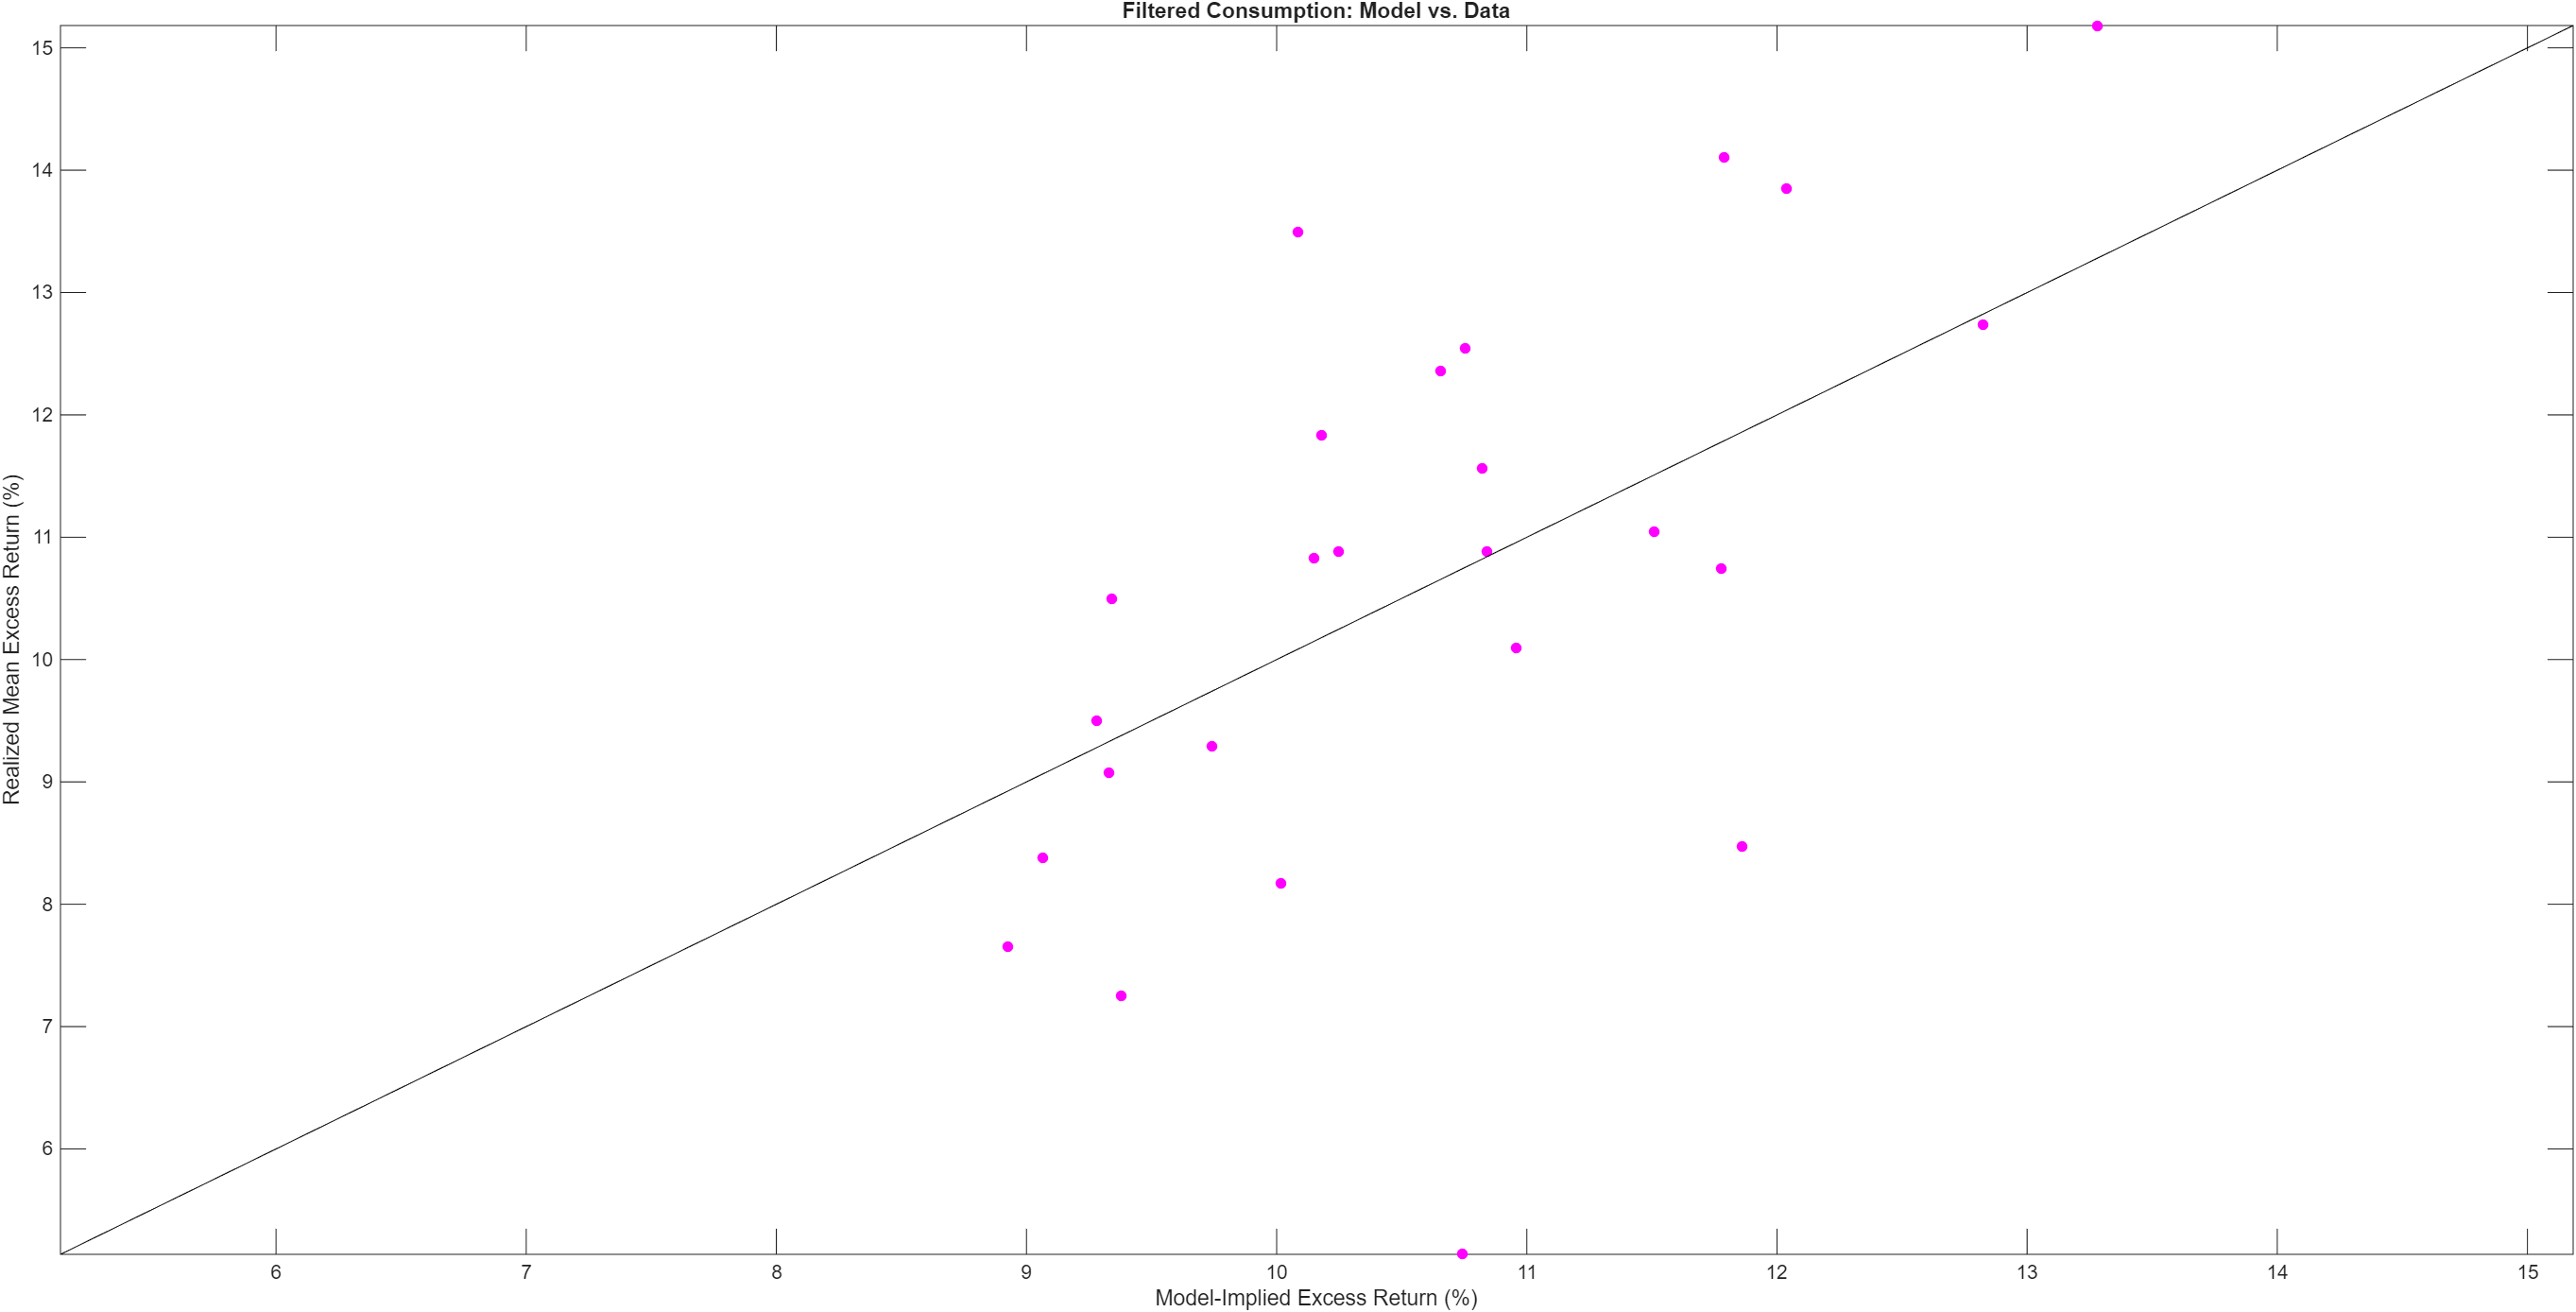 Filtered Consumption: Model vs. Data
15
14
13
12
11
10
9
8
7
6
Realized Mean Excess Return (%)
6 7 8 9 10 11 12 13 14 15
Model-Implied Excess Return (%)